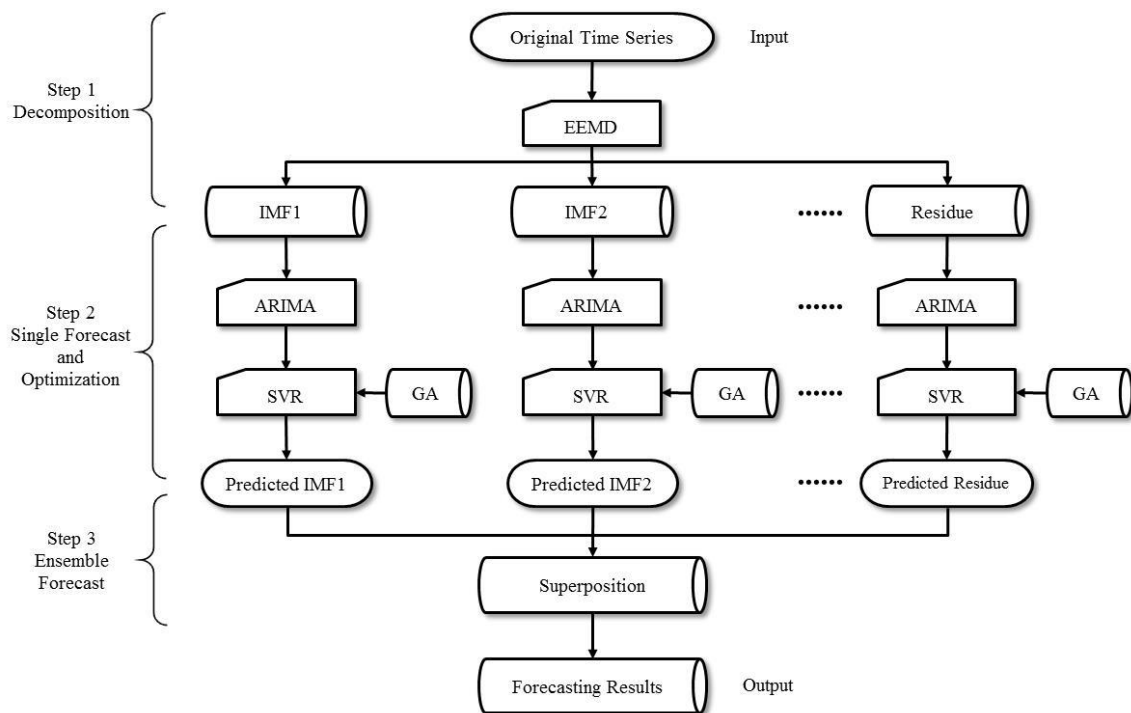 Original Time Series
Input
Step 1
Decomposition
EEMD
IMF1
IMF2
......
Residue
Step 2
Single Forecast
and
Optimization
ARIMA
ARIMA
......
ARIMA
SVR
GA
SVR
GA
......
SVR
GA
Predicted IMF1
Predicted IMF2
......
Predicted Residue
Step 3
Ensemble
Forecast
Superposition
Forecasting Results
Output